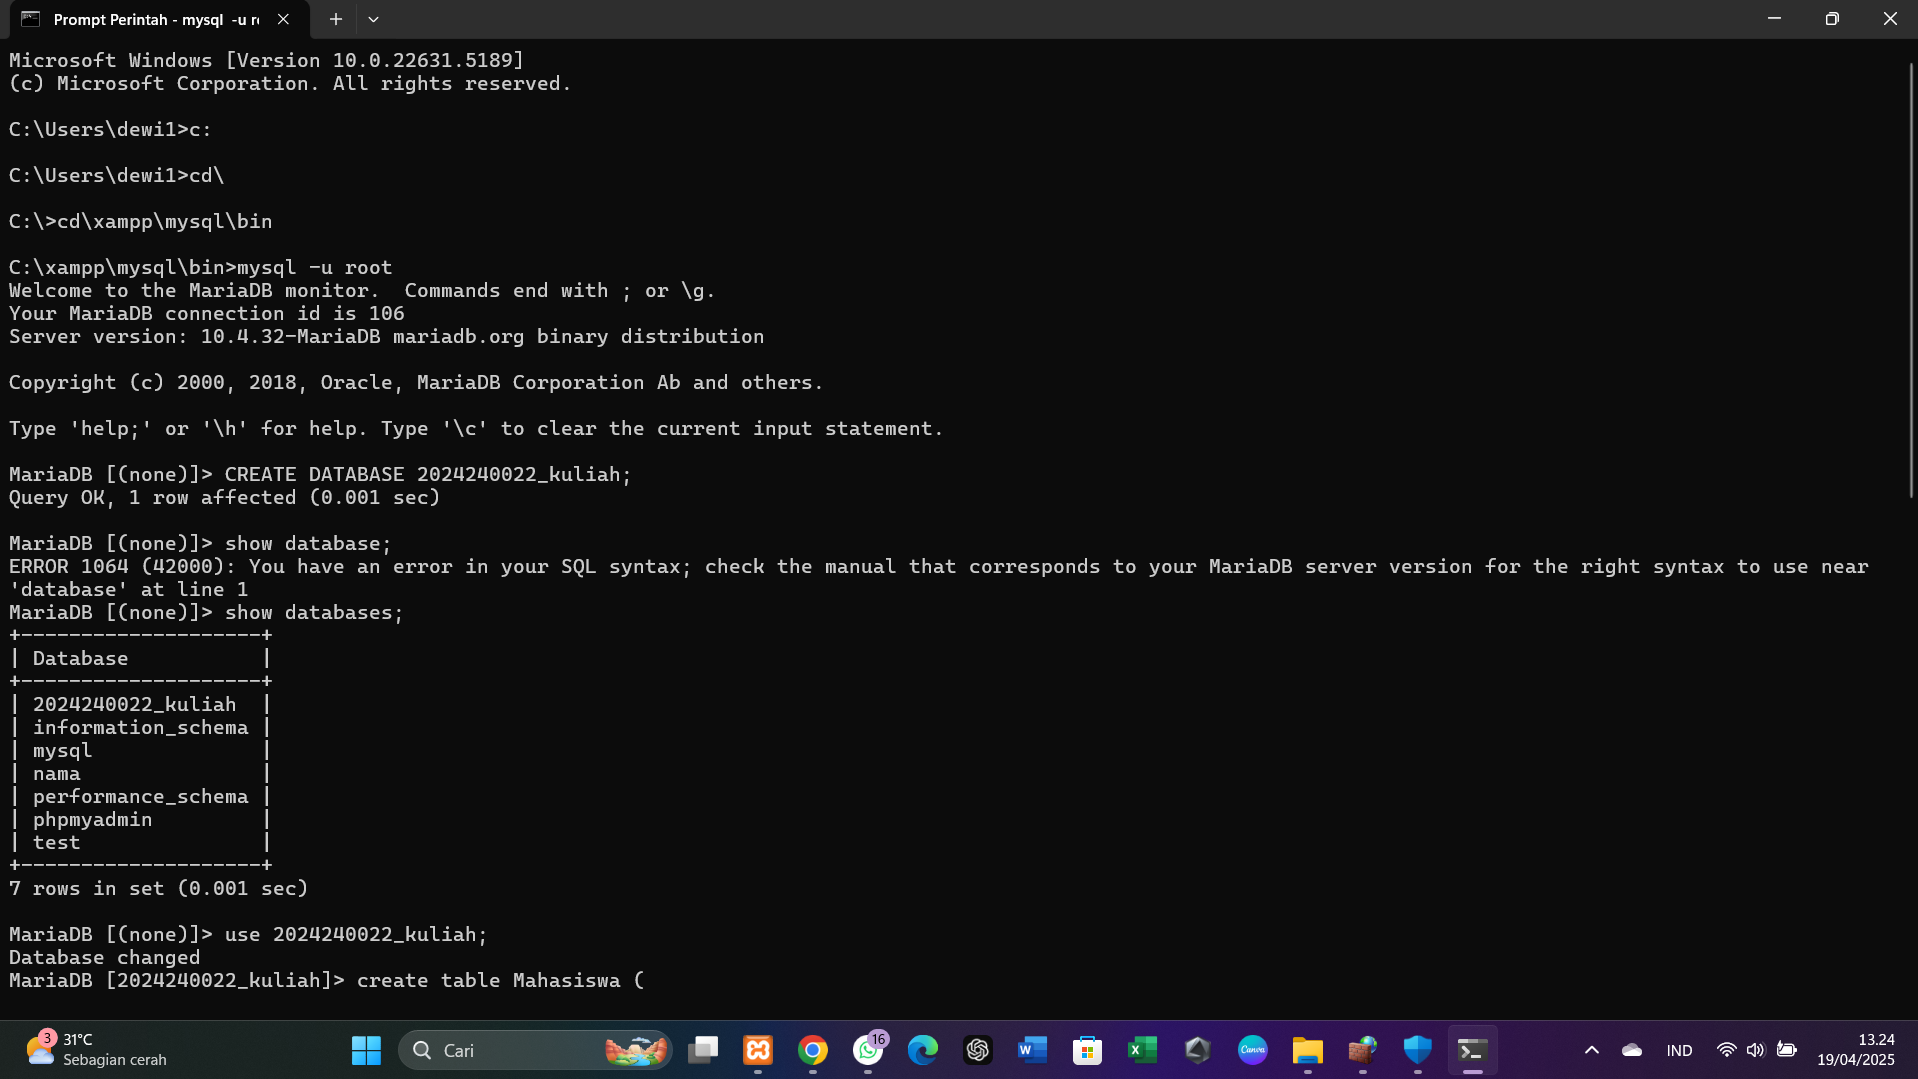 Prompt Perintah - mysql  -u r
Microsoft Windows [Version 10.0.22631.5189]
(c) Microsoft Corporation. All rights reserved.
C:\Users\dewi1>c:
C:\Users\dewi1>cd\
C:\>cd\xampp\mysql\bin
C:\xampp\mysql\bin>mysql -u root
Welcome to the MariaDB monitor.  Commands end with ; or \g.
Your MariaDB connection id is 106
Server version: 10.4.32-MariaDB mariadb.org binary distribution
Copyright (c) 2000, 2018, Oracle, MariaDB Corporation Ab and others.
Type 'help;' or '\h' for help. Type '\c' to clear the current input statement.
MariaDB [(none)]> CREATE DATABASE 2024240022_kuliah;
Query OK, 1 row affected (0.001 sec)
MariaDB [(none)]> show database;
ERROR 1064 (42000): You have an error in your SQL syntax; check the manual that corresponds to your MariaDB server version for the right syntax to use near
'database' at line 1
MariaDB [(none)]> show databases;
+--------------------+
| Database           |
+--------------------+
| 2024240022_kuliah  |
| information_schema |
| mysql              |
| nama               |
| performance_schema |
| phpmyadmin         |
| test               |
+--------------------+
7 rows in set (0.001 sec)
MariaDB [(none)]> use 2024240022_kuliah;
Database changed
MariaDB [2024240022_kuliah]> create table Mahasiswa (
3
31°C
Sebagian cerah
Cari
16
W
X
Canva
IND
13.24
19/04/2025